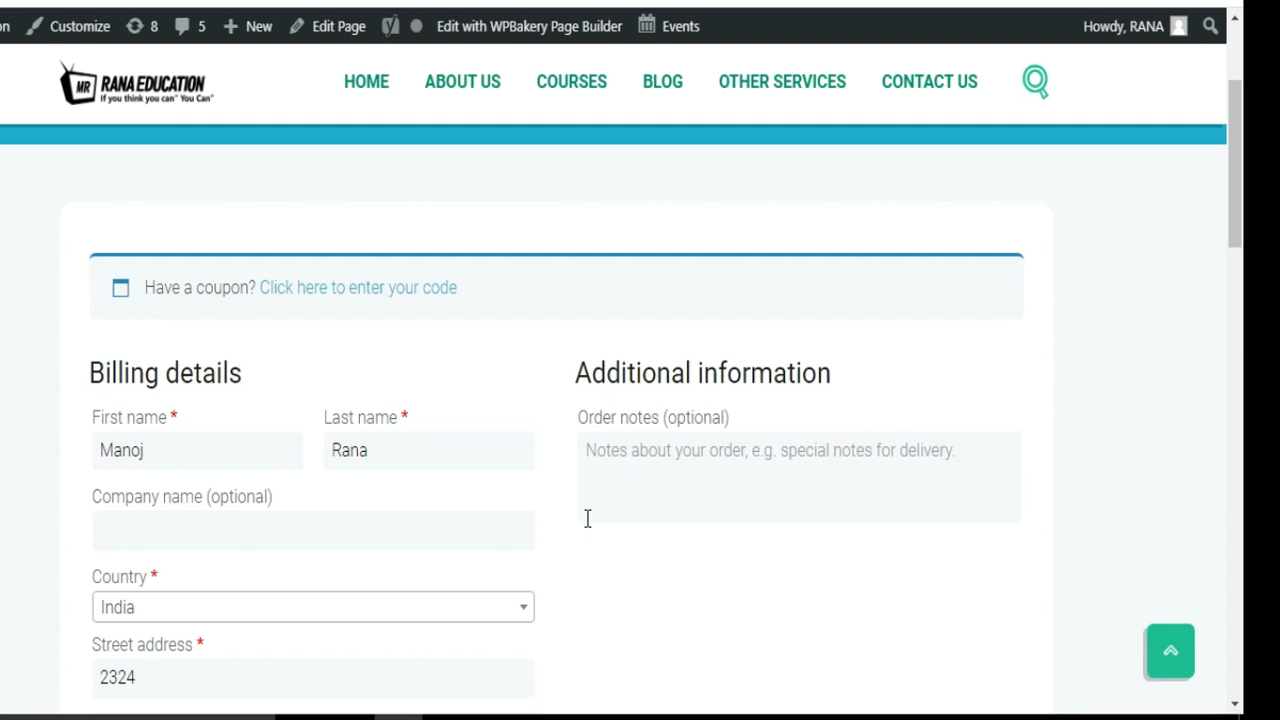 on Customize 8 5 New Edit Page Edit with WPBakery Page Builder Events Howdy, RANA
MR RANA EDUCATION
If you think you can" You Can"
HOME ABOUT US COURSES BLOG OTHER SERVICES CONTACT US
Have a coupon? Click here to enter your code
Billing details
Additional information
First name * Last name *
Order notes (optional)
Manoj Rana
Notes about your order, e.g. special notes for delivery.
Company name (optional)
Country *
India
Street address *
2324